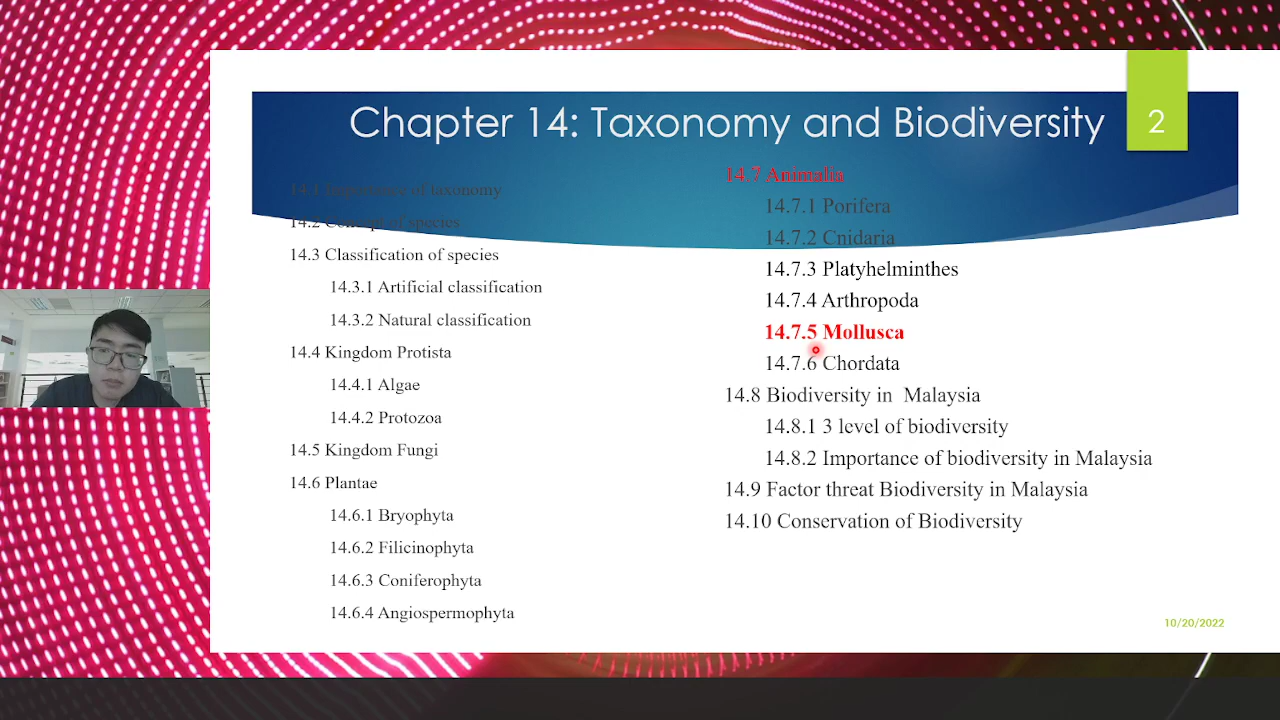 Chapter 14: Taxonomy and Biodiversity
2
14.1 Importance of taxonomy
14.2 Concept of species
14.3 Classification of species
14.3.1 Artificial classification
14.3.2 Natural classification
14.4 Kingdom Protista
14.4.1 Algae
14.4.2 Protozoa
14.5 Kingdom Fungi
14.6 Plantae
14.6.1 Bryophyta
14.6.2 Filicinophyta
14.6.3 Coniferophyta
14.6.4 Angiospermophyta
14.7 Animalia
14.7.1 Porifera
14.7.2 Cnidaria
14.7.3 Platyhelminthes
14.7.4 Arthropoda
14.7.5 Mollusca
14.7.6 Chordata
14.8 Biodiversity in Malaysia
14.8.1 3 level of biodiversity
14.8.2 Importance of biodiversity in Malaysia
14.9 Factor threat Biodiversity in Malaysia
14.10 Conservation of Biodiversity
10/20/2022